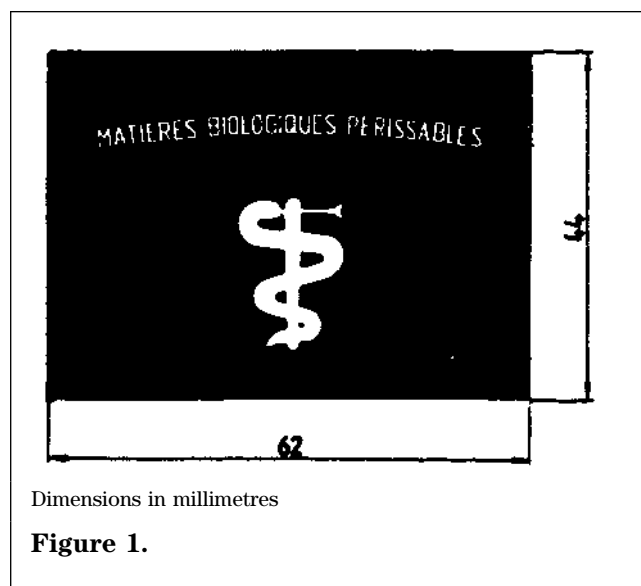 MATIERES BIOLOGIQUES PERISSABLES
44
62
Dimensions in millimetres
Figure 1.